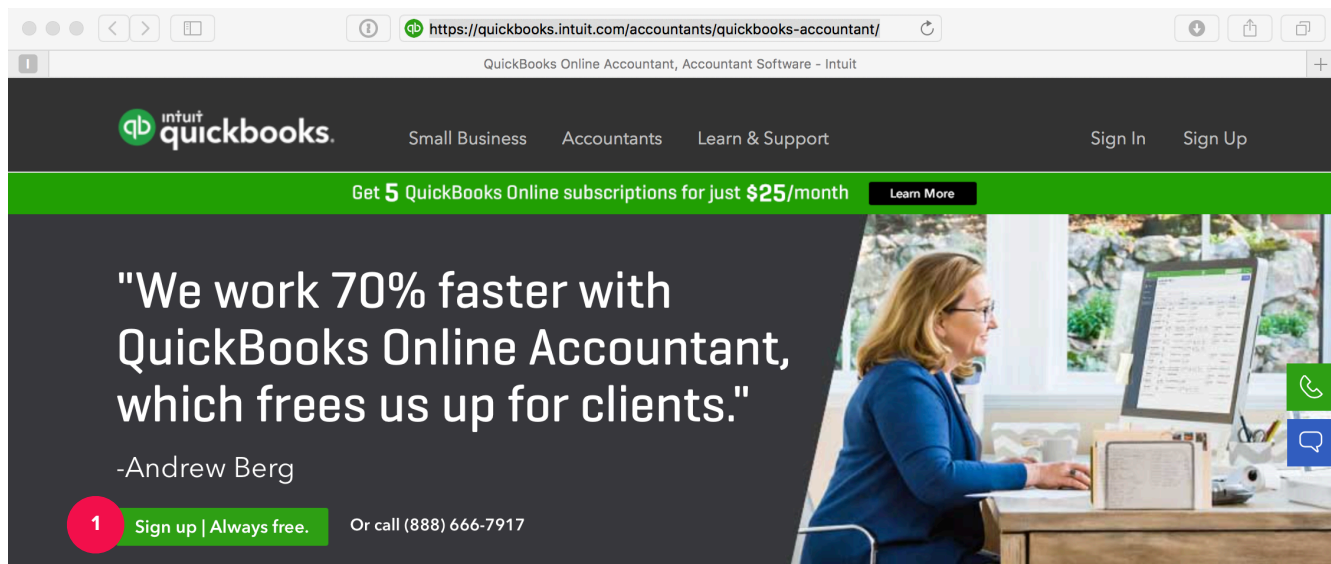 https://quickbooks.intuit.com/accountants/quickbooks-accountant/
QuickBooks Online Accountant, Accountant Software - Intuit
qb intuit quickbooks.
Small Business Accountants Learn & Support Sign In Sign Up
Get 5 QuickBooks Online subscriptions for just $25/month Learn More
"We work 70% faster with
QuickBooks Online Accountant,
which frees us up for clients."
-Andrew Berg
1 Sign up | Always free. Or call (888) 666-7917